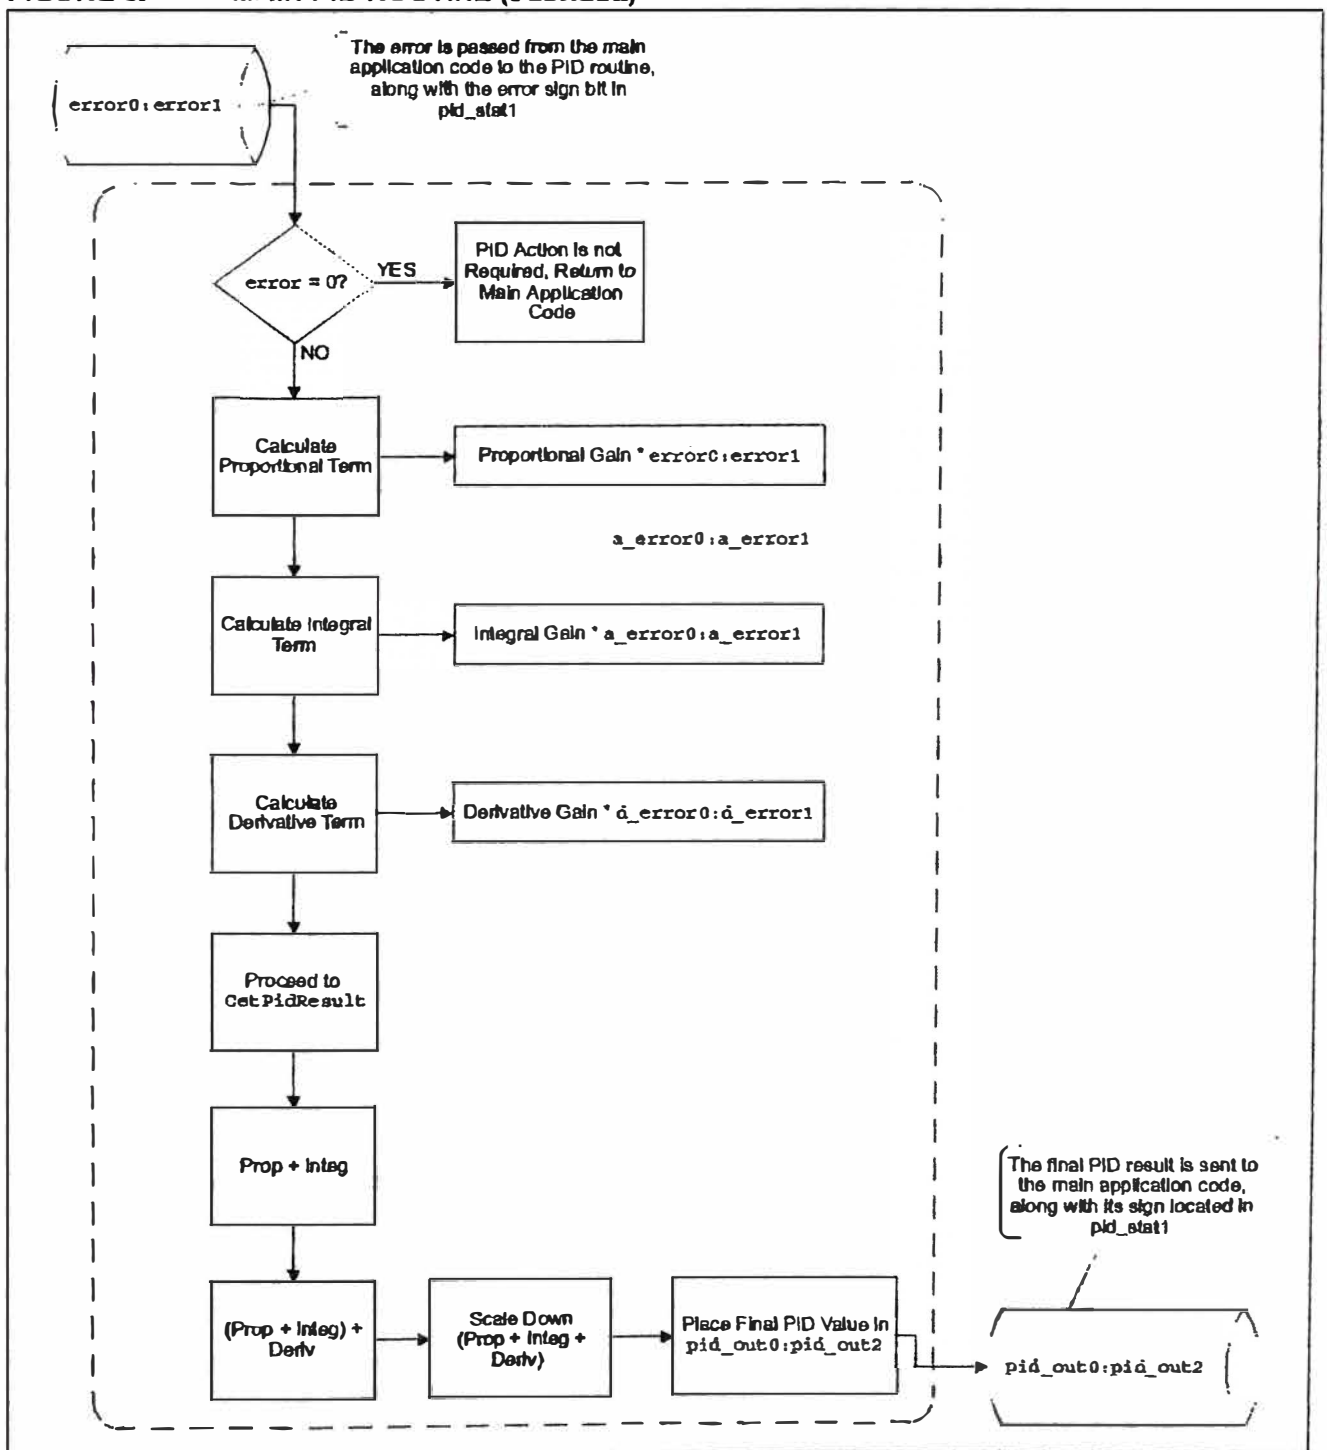 The error is passed from the main
application code to the PID routine,
along with the error sign bit in
pid_stat1
error0:error1
error = 0?
YES
PID Action is not
Required, Return to
Main Application
Code
NO
Calculate
Proportional Term
Proportional Gain * error0:error1
a_error0:a_error1
Calculate Integral
Term
Integral Gain * a_error0:a_error1
Calculate
Derivative Term
Derivative Gain * d_error0:d_error1
Proceed to
GetPidResult
Prop + Integ
The final PID result is sent to
the main application code,
along with its sign located in
pid_stat1
(Prop + Integ) +
Deriv
Scale Down
(Prop + Integ +
Deriv)
Place Final PID Value in
pid_out0:pid_out2
pid_out0:pid_out2